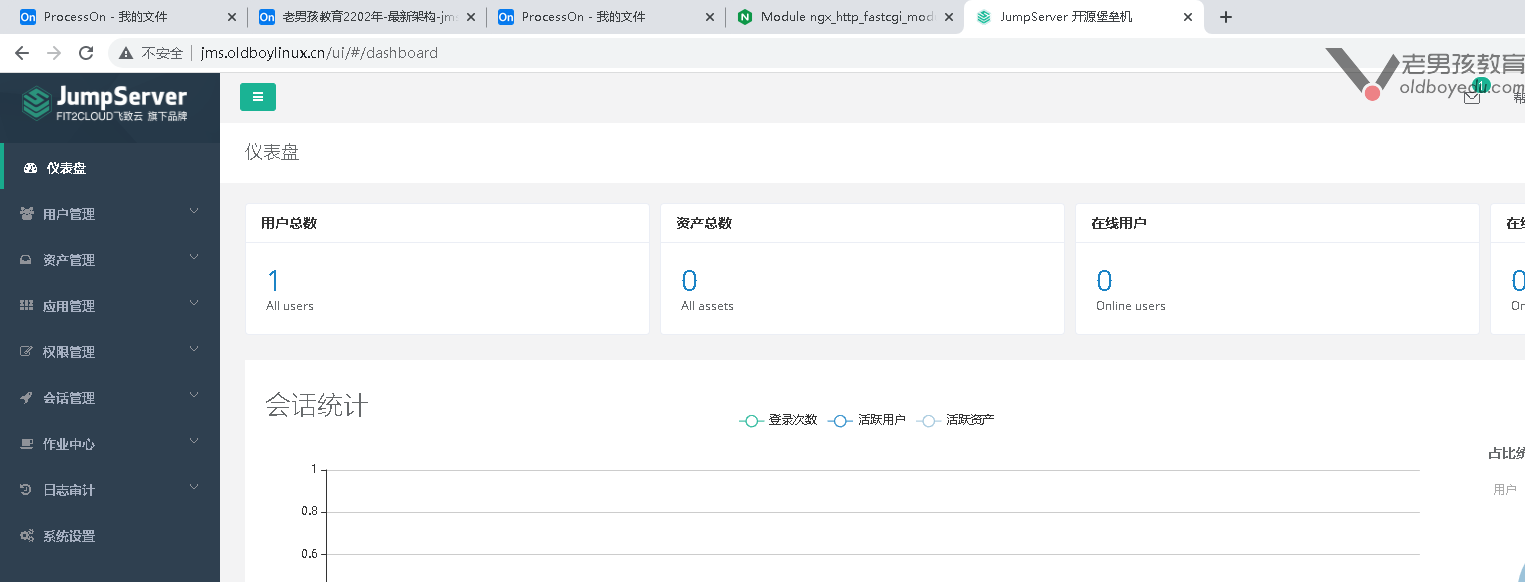 ProcessOn - 我的文件
老男孩教育2202年-最新架构-jms
ProcessOn - 我的文件
Module ngx_http_fastcgi_mod
JumpServer 开源堡垒机
不安全
jms.oldboylinux.cn/ui/#/dashboard
老男孩教育
oldboyedu.com
JumpServer
FIT2CLOUD飞致云 旗下品牌
1
帮
仪表盘
仪表盘
用户管理
资产管理
应用管理
权限管理
会话管理
作业中心
日志审计
系统设置
用户总数
1
All users
资产总数
0
All assets
在线用户
0
Online users
在线
0
On
会话统计
登录次数
活跃用户
活跃资产
1
0.8
0.6
占比统
用户